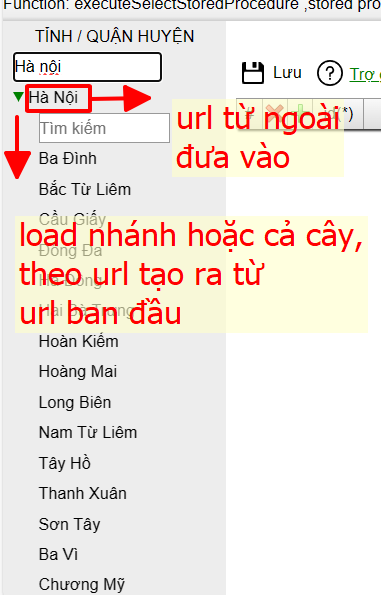 Function: executeSelectStoredProcedure ,stored pro
TỈNH / QUẬN HUYỆN
Hà nội
Lưu
Trợ g
Hà Nội
*)
url từ ngoài
đưa vào
Tìm kiếm
Ba Đình
Bắc Từ Liêm
Cầu Giấy
load nhánh hoặc cả cây,
Đống Đa
theo url tạo ra từ
Hà Đông
Hai Bà Trưng
url ban đầu
Hoàn Kiếm
Hoàng Mai
Long Biên
Nam Từ Liêm
Tây Hồ
Thanh Xuân
Sơn Tây
Ba Vì
Chương Mỹ